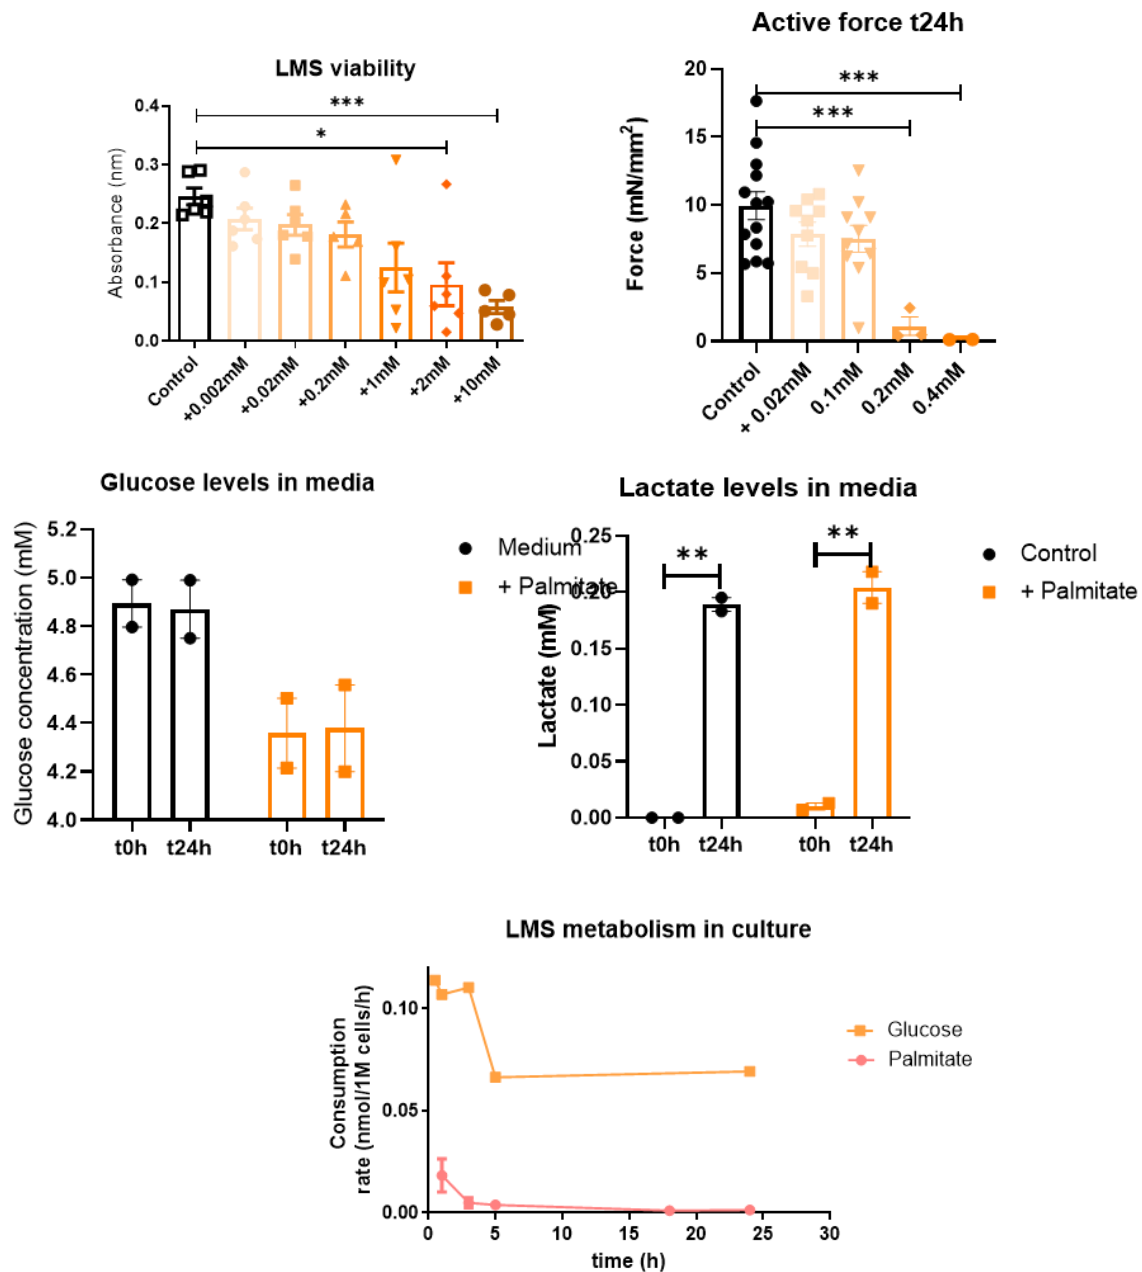 Active force t24h
LMS viability
Absorbance (nm)
0.4
0.3
0.2
0.1
0.0
***
*
Control
+0.002mM
+0.02mM
+0.2mM
+1mM
+2mM
+10mM
Force (mN/mm²)
20
15
10
5
0
***
***
Control
+ 0.02mM
0.1mM
0.2mM
0.4mM
Glucose levels in media
Glucose concentration (mM)
5.2
5.0
4.8
4.6
4.4
4.2
4.0
t0h t24h t0h t24h
Medium
+ Palmitate
Lactate levels in media
Lactate (mM)
0.25
0.20
0.15
0.10
0.05
0.00
**
**
t0h t24h t0h t24h
Control
+ Palmitate
LMS metabolism in culture
Consumption
rate (nmol/1M cells/h)
0.10
0.05
0.00
0 5 10 15 20 25 30
time (h)
Glucose
Palmitate